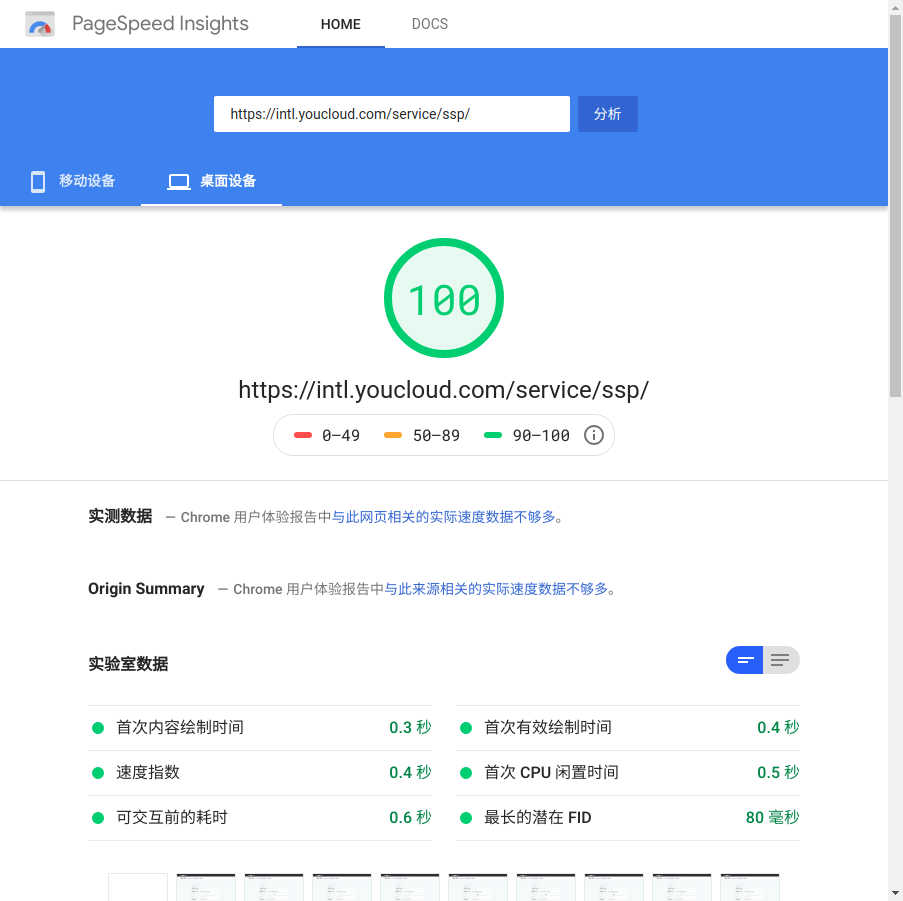 PageSpeed Insights
HOME
DOCS
https://intl.youcloud.com/service/ssp/
分析
移动设备
桌面设备
100
https://intl.youcloud.com/service/ssp/
0–49
50–89
90–100
实测数据 — Chrome 用户体验报告中与此网页相关的实际速度数据不够多。
Origin Summary — Chrome 用户体验报告中与此来源相关的实际速度数据不够多。
实验室数据
首次内容绘制时间 0.3 秒
首次有效绘制时间 0.4 秒
速度指数 0.4 秒
首次 CPU 闲置时间 0.5 秒
可交互前的耗时 0.6 秒
最长的潜在 FID 80 毫秒